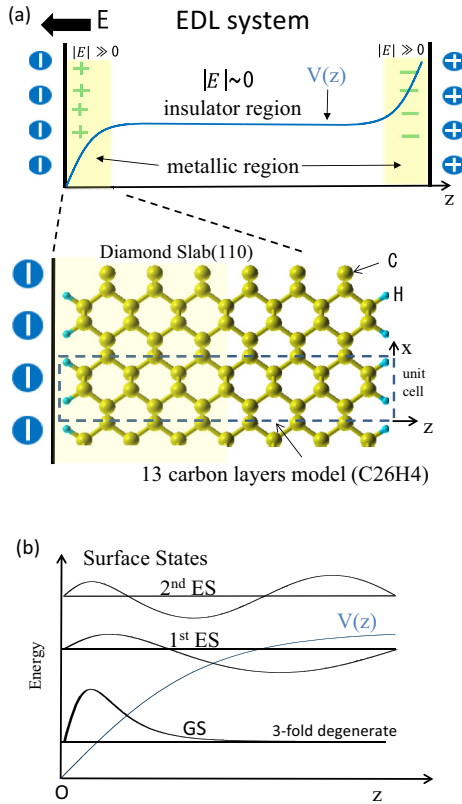 (a)
E
EDL system
|E| ≫ 0
|E| ≫ 0
|E|~0
V(z)
insulator region
metallic region
z
Diamond Slab(110)
C
H
x
unit
cell
z
13 carbon layers model (C26H4)
(b)
Surface States
2nd ES
1st ES
V(z)
Energy
GS
3-fold degenerate
O
z